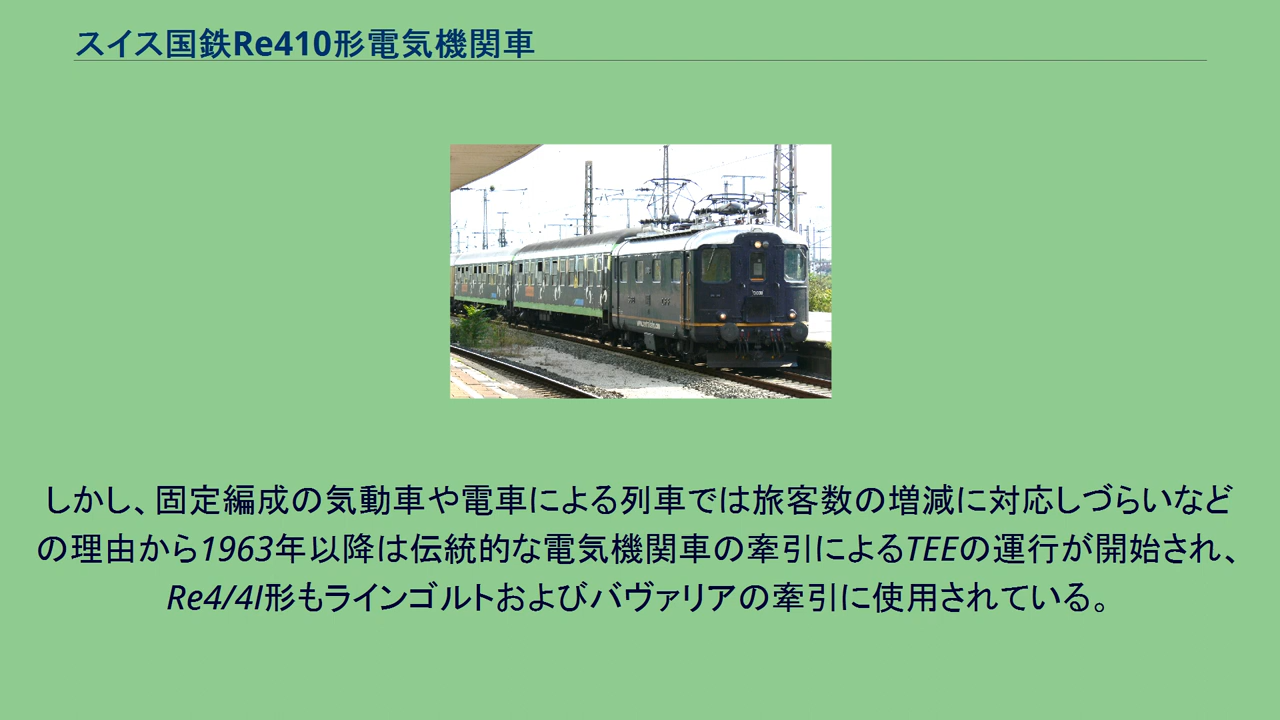 スイス国鉄Re410形電気機関車
しかし、固定編成の気動車や電車による列車では旅客数の増減に対応しづらいなど
の理由から1963年以降は伝統的な電気機関車の牽引によるTEEの運行が開始され、
Re4/4I形もラインゴルトおよびバヴァリアの牽引に使用されている。